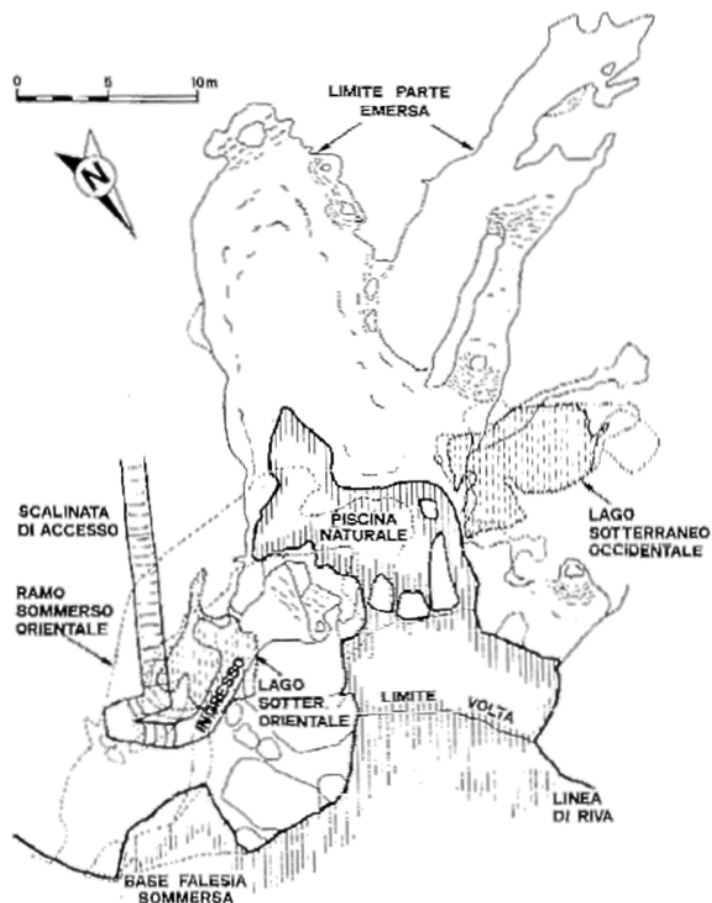 0 5 10 m
LIMITE PARTE
EMERSA
N
SCALINATA
DI ACCESSO
PISCINA
NATURALE
LAGO
SOTTERRANEO
OCCIDENTALE
RAMO
SOMMERSO
ORIENTALE
INGRESSO
LAGO
SOTTER.
ORIENTALE
LIMITE VOLTA
LINEA
DI RIVA
BASE FALESIA
SOMMERSA